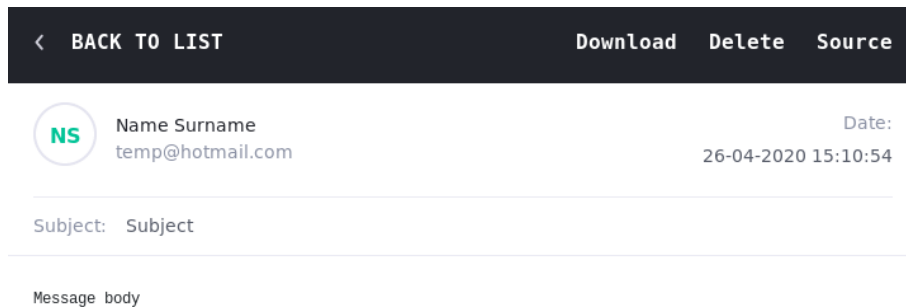 BACK TO LIST Download Delete Source
NS
Name Surname
temp@hotmail.com
Date:
26-04-2020 15:10:54
Subject: Subject
Message body